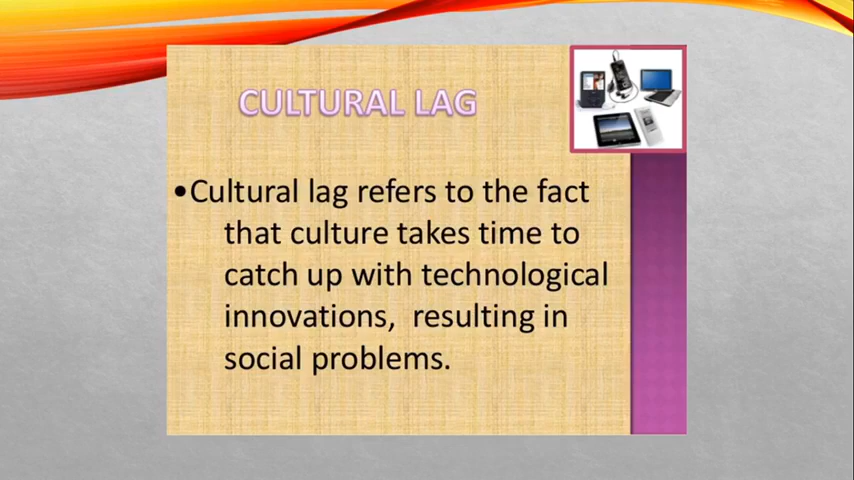 CULTURAL LAG
•Cultural lag refers to the fact
that culture takes time to
catch up with technological
innovations,  resulting in
social problems.